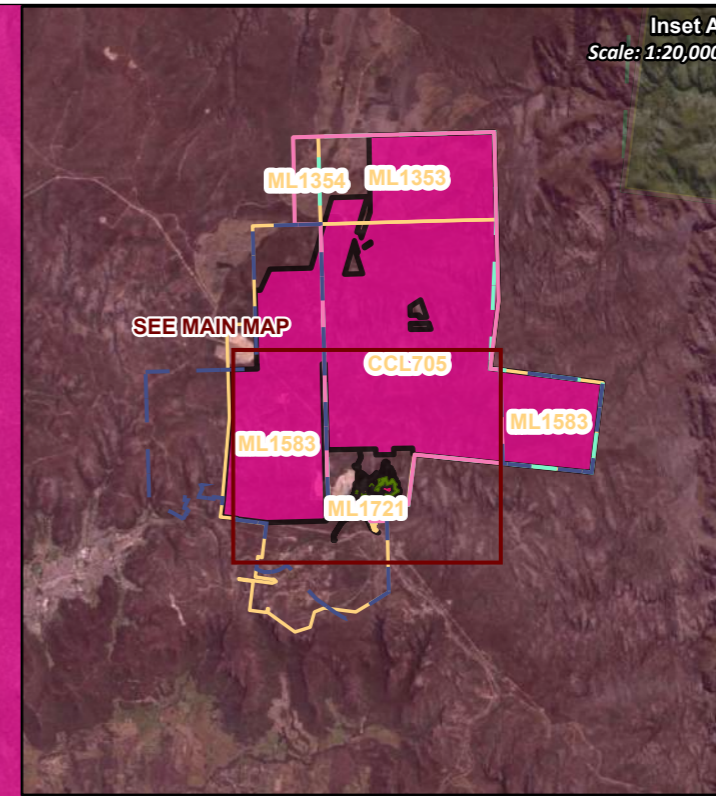 Inset A
Scale: 1:20,000
ML1354
ML1353
SEE MAIN MAP
CCL705
ML1583
ML1583
ML1721